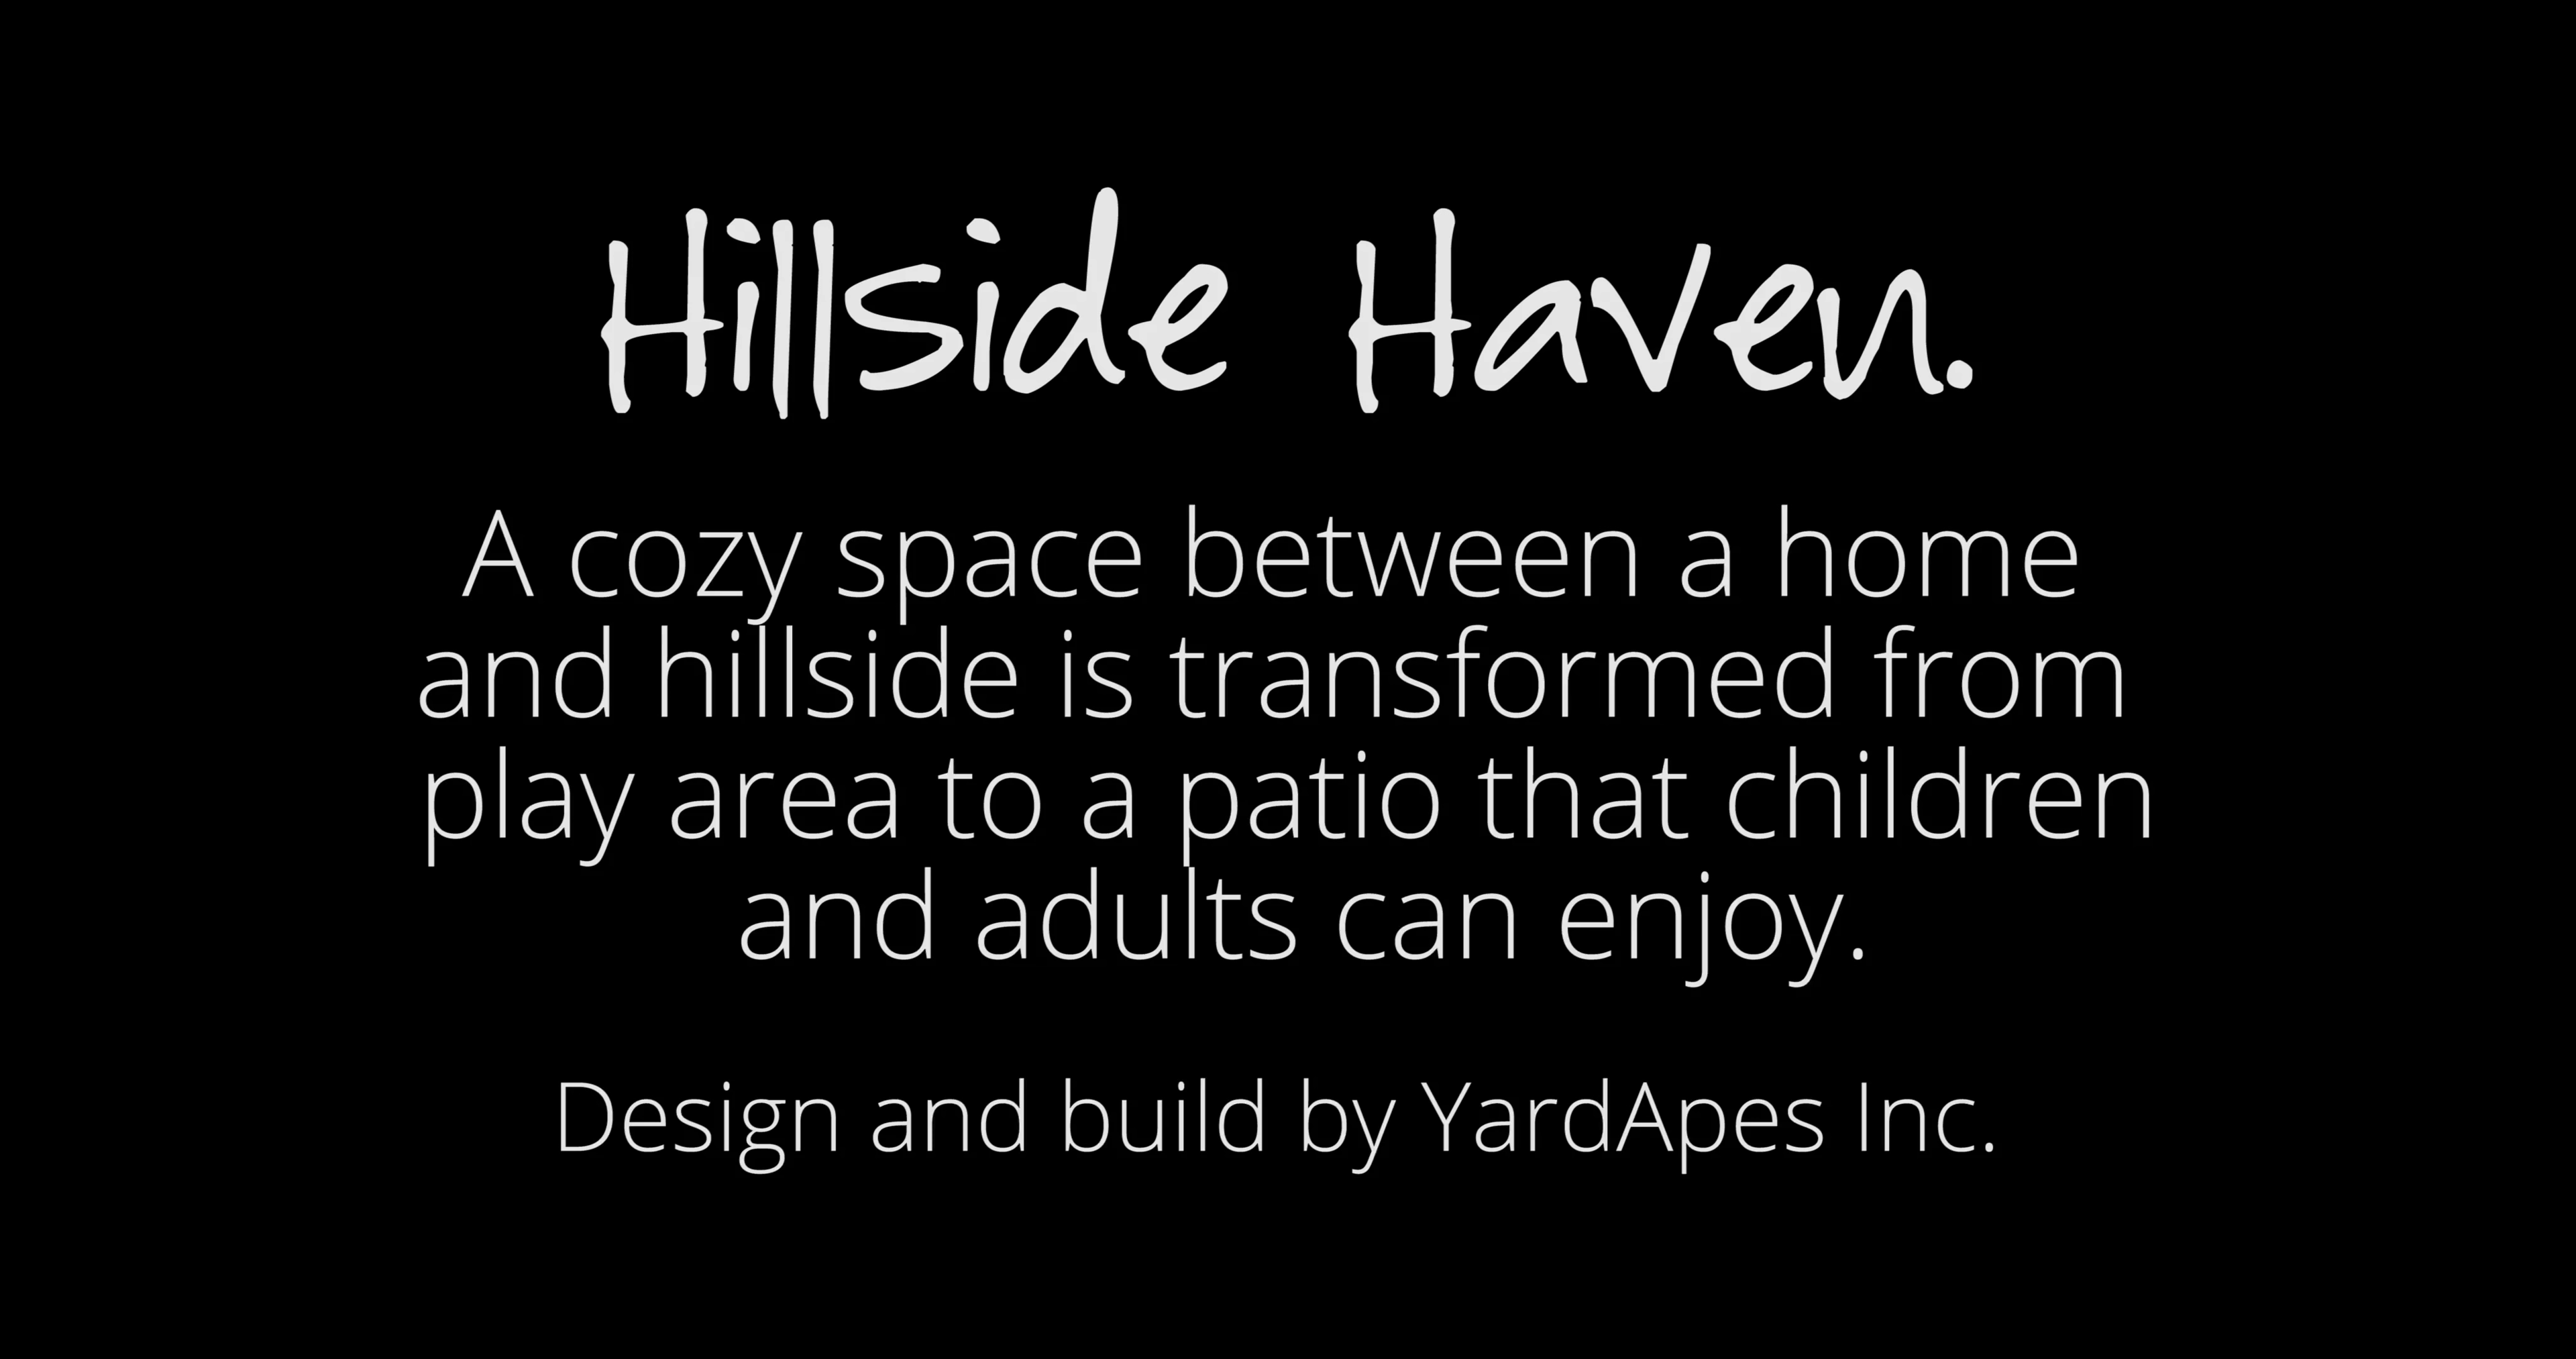 Hillside Haven.
A cozy space between a home
and hillside is transformed from
play area to a patio that children
and adults can enjoy.
Design and build by YardApes Inc.